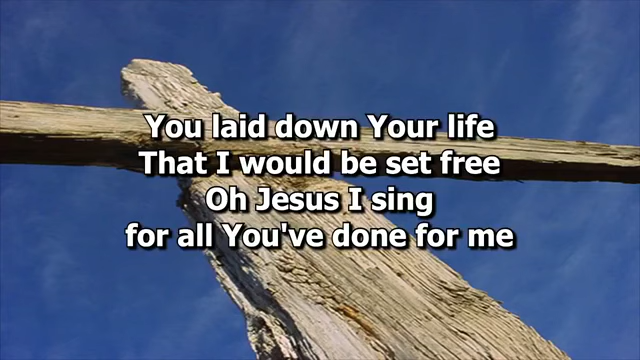 You laid down Your life
That I would be set free
Oh Jesus I sing
for all You've done for me